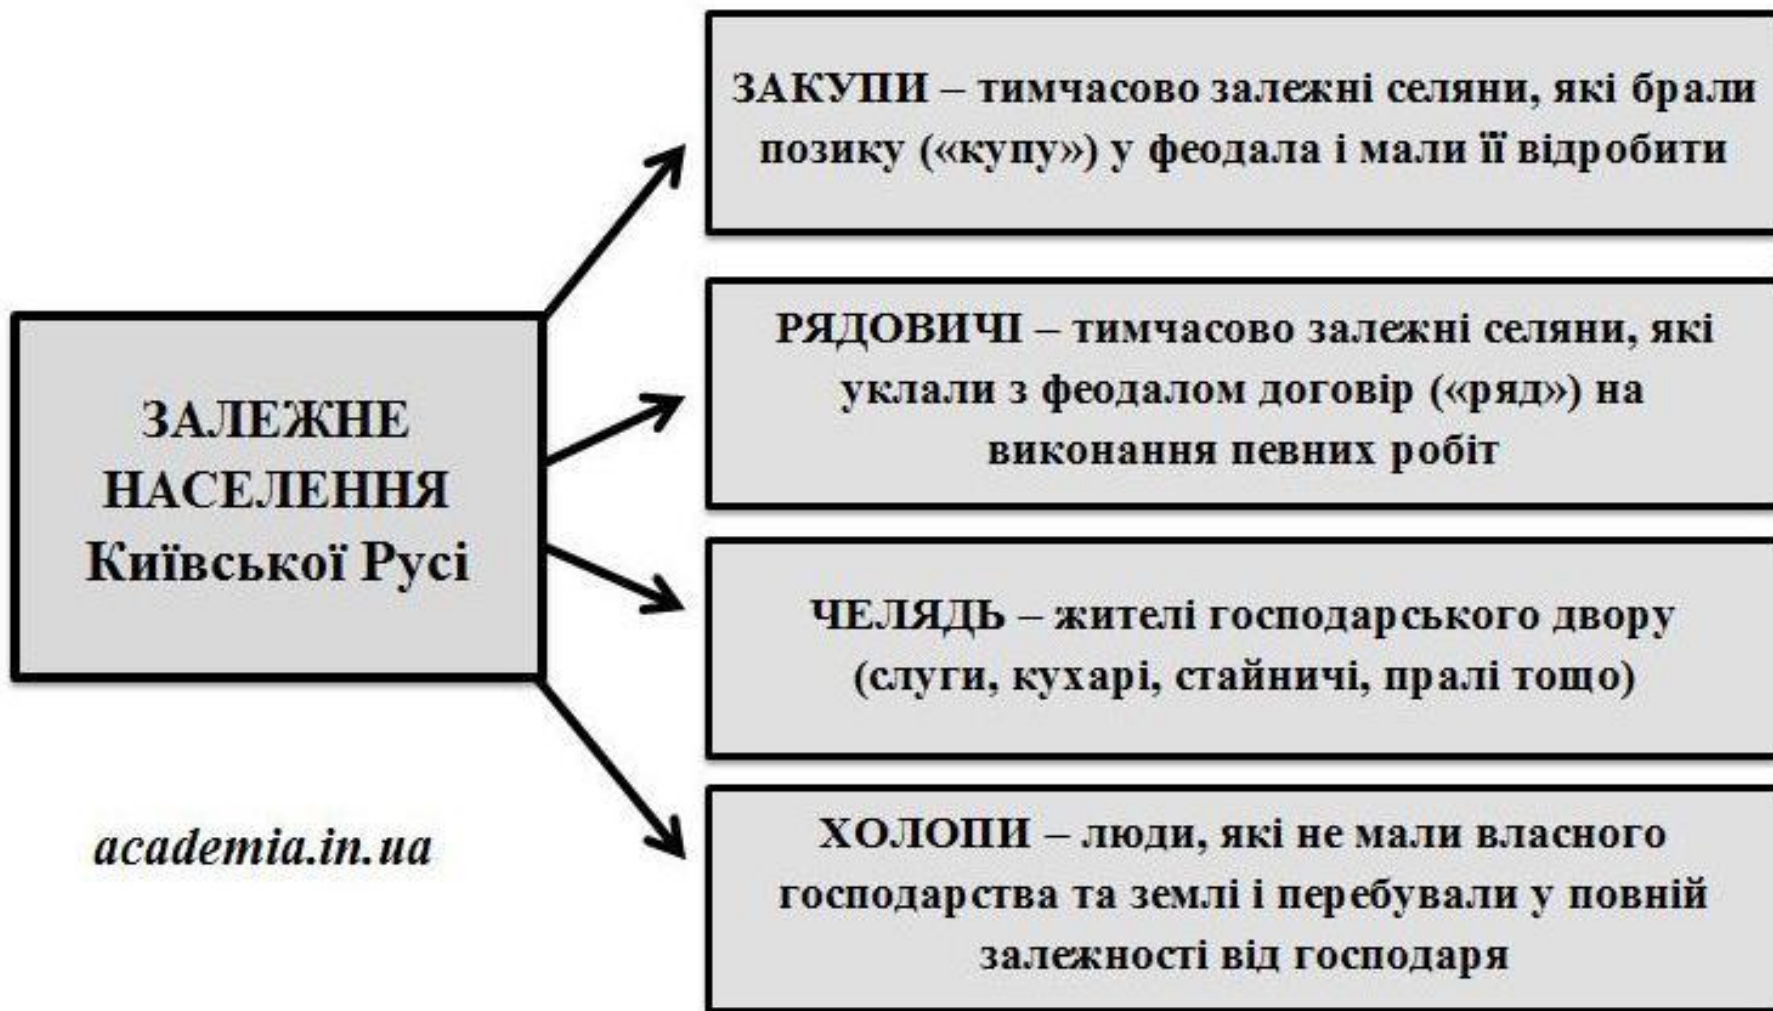 ЗАЛЕЖНЕ
НАСЕЛЕННЯ
Київської Русі
ЗАКУПИ – тимчасово залежні селяни, які брали
позику («купу») у феодала і мали її відробити
РЯДОВИЧІ – тимчасово залежні селяни, які
уклали з феодалом договір («ряд») на
виконання певних робіт
ЧЕЛЯДЬ – жителі господарського двору
(слуги, кухарі, стайничі, пралі тощо)
ХОЛОПИ – люди, які не мали власного
господарства та землі і перебували у повній
залежності від господаря
academia.in.ua